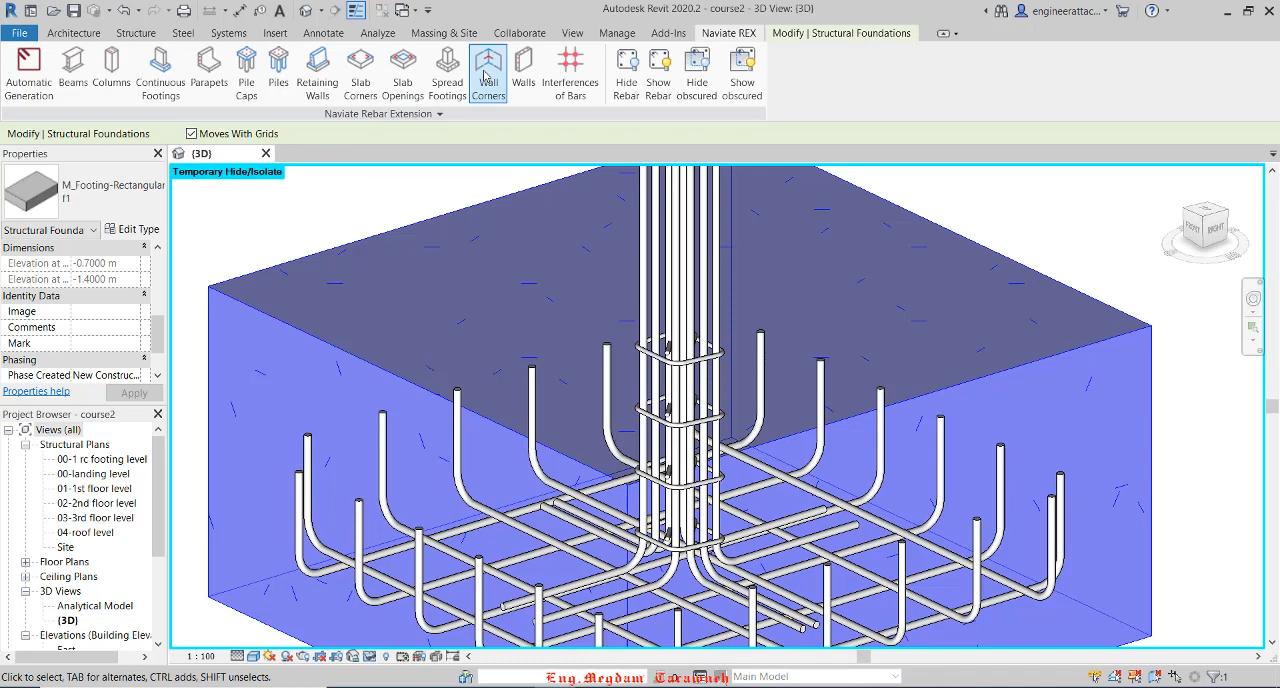 Autodesk Revit 2020.2 - course2 - 3D View: {3D}
engineerattac...
File Architecture Structure Steel Systems Insert Annotate Analyze Massing & Site Collaborate View Manage Add-Ins Naviate REX Modify | Structural Foundations
Automatic Generation
Beams
Columns
Continuous Footings
Parapets
Pile Caps
Piles
Retaining Walls
Slab Corners
Slab Openings
Spread Footings
Wall Corners
Walls
Interferences of Bars
Hide Rebar
Show Rebar
Hide obscured
Show obscured
Naviate Rebar Extension
Modify | Structural Foundations Moves With Grids
Properties
{3D}
Temporary Hide/Isolate
M_Footing-Rectangular
f1
Structural Founda
Edit Type
Dimensions
Elevation at ... -0.7000 m
Elevation at ... -1.4000 m
Identity Data
Image
Comments
Mark
Phasing
Phase Created New Construc...
Properties help
Apply
Project Browser - course2
Views (all)
Structural Plans
00-1 rc footing level
00-landing level
01-1st floor level
02-2nd floor level
03-3rd floor level
04-roof level
Site
Floor Plans
Ceiling Plans
3D Views
Analytical Model
{3D}
Elevations (Building Eleva
East
FRONT
RIGHT
1 : 100
Click to select, TAB for alternates, CTRL adds, SHIFT unselects.
Eng.Megdam Tarawneh
Main Model
:1